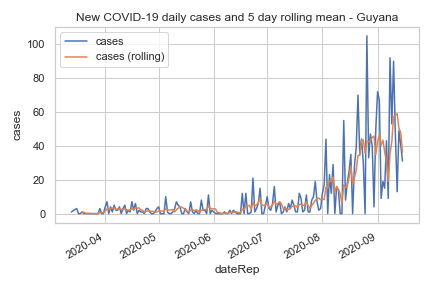 New COVID-19 daily cases and 5 day rolling mean - Guyana
cases
cases (rolling)
100
80
60
40
20
0
cases
2020-04
2020-05
2020-06
2020-07
2020-08
2020-09
dateRep